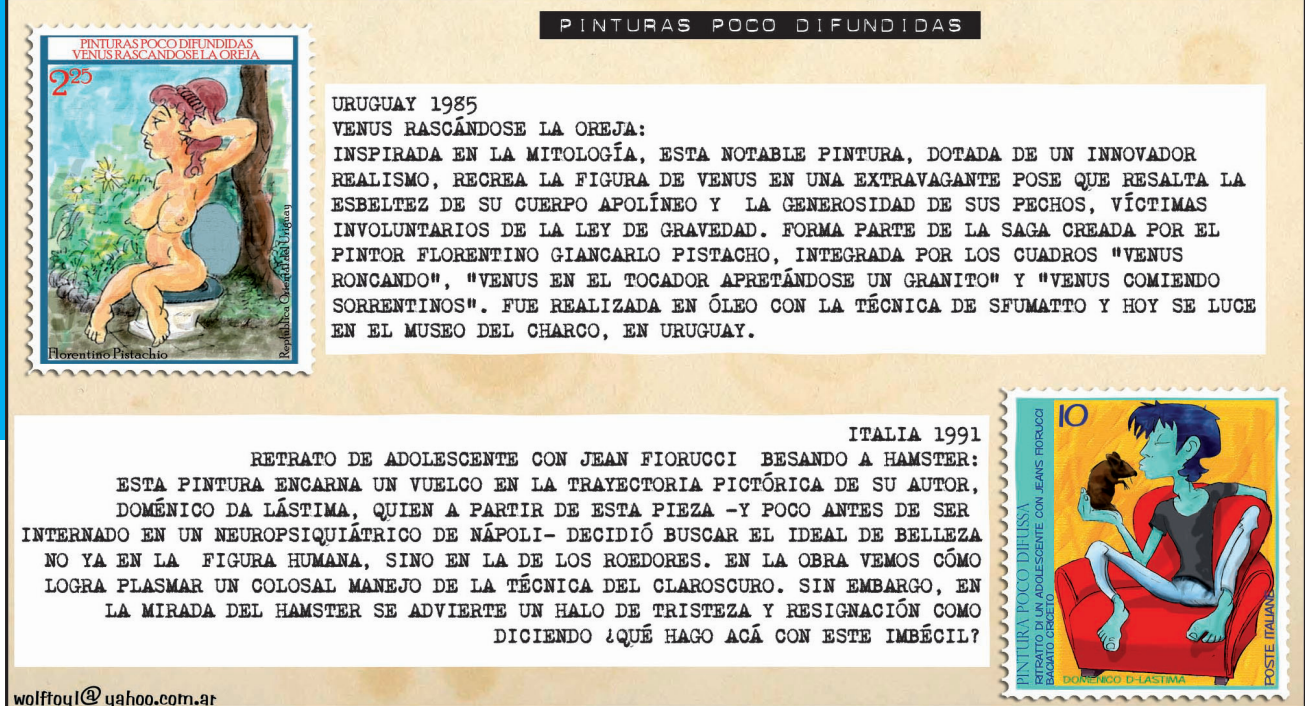 PINTURAS POCO DIFUNDIDAS
PINTURAS POCO DIFUNDIDAS
VENUS RASCANDOSE LA OREJA
2²⁵
Florentino Pistachio
Republica Oriental del Uruguay
URUGUAY 1985
VENUS RASCÁNDOSE LA OREJA:
INSPIRADA EN LA MITOLOGÍA, ESTA NOTABLE PINTURA, DOTADA DE UN INNOVADOR
REALISMO, RECREA LA FIGURA DE VENUS EN UNA EXTRAVAGANTE POSE QUE RESALTA LA
ESBELTEZ DE SU CUERPO APOLÍNEO Y LA GENEROSIDAD DE SUS PECHOS, VÍCTIMAS
INVOLUNTARIOS DE LA LEY DE GRAVEDAD. FORMA PARTE DE LA SAGA CREADA POR EL
PINTOR FLORENTINO GIANCARLO PISTACHO, INTEGRADA POR LOS CUADROS "VENUS
RONCANDO", "VENUS EN EL TOCADOR APRETÁNDOSE UN GRANITO" Y "VENUS COMIENDO
SORRENTINOS". FUE REALIZADA EN ÓLEO CON LA TÉCNICA DE SFUMATTO Y HOY SE LUCE
EN EL MUSEO DEL CHARCO, EN URUGUAY.
ITALIA 1991
RETRATO DE ADOLESCENTE CON JEAN FIORUCCI BESANDO A HAMSTER:
ESTA PINTURA ENCARNA UN VUELCO EN LA TRAYECTORIA PICTÓRICA DE SU AUTOR,
DOMÉNICO DA LÁSTIMA, QUIEN A PARTIR DE ESTA PIEZA -Y POCO ANTES DE SER
INTERNADO EN UN NEUROPSIQUIÁTRICO DE NÁPOLI- DECIDIÓ BUSCAR EL IDEAL DE BELLEZA
NO YA EN LA FIGURA HUMANA, SINO EN LA DE LOS ROEDORES. EN LA OBRA VEMOS CÓMO
LOGRA PLASMAR UN COLOSAL MANEJO DE LA TÉCNICA DEL CLAROSCURO. SIN EMBARGO, EN
LA MIRADA DEL HAMSTER SE ADVIERTE UN HALO DE TRISTEZA Y RESIGNACIÓN COMO
DICIENDO ¿QUÉ HAGO ACÁ CON ESTE IMBÉCIL?
10
PINTURA POCO DIFUSSA
RITRATTO DI UN ADOLESCENTE CON JEANS FIORUCCI
BACIATO CRICETO
DOMENICO D-LASTIMA
POSTE ITALIANE
wolftoyl@yahoo.com.ar